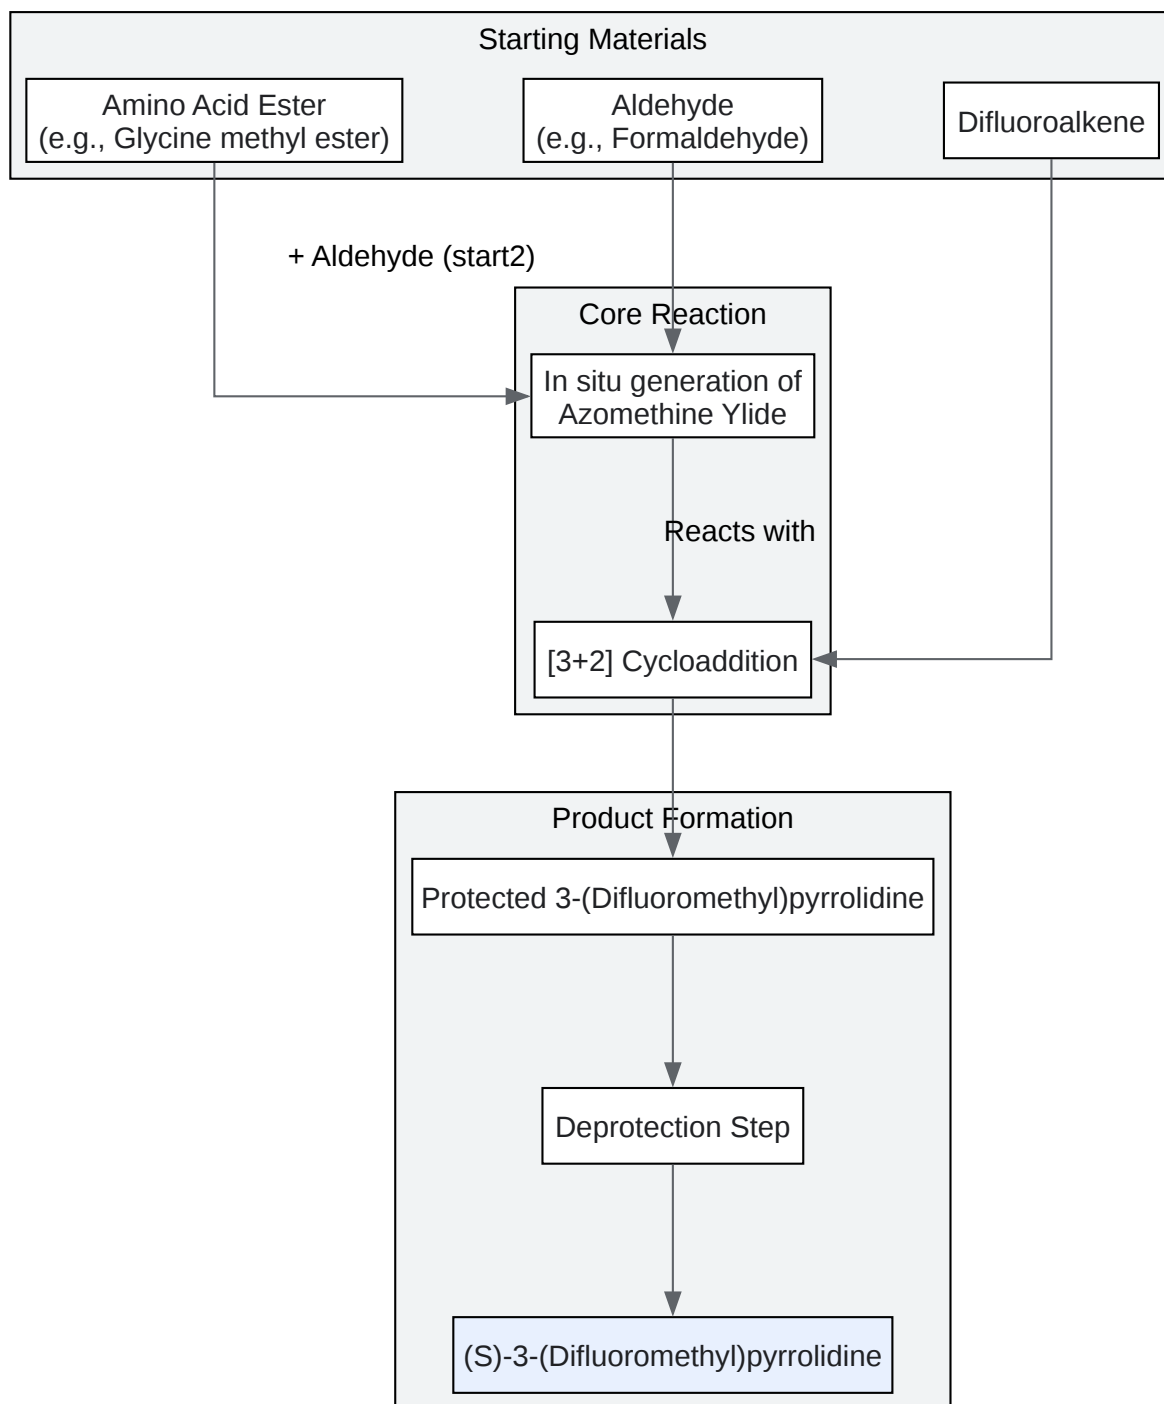 Starting Materials
Amino Acid Ester
(e.g., Glycine methyl ester)
Aldehyde
(e.g., Formaldehyde)
Difluoroalkene
+ Aldehyde (start2)
Core Reaction
In situ generation of
Azomethine Ylide
Reacts with
[3+2] Cycloaddition
Product Formation
Protected 3-(Difluoromethyl)pyrrolidine
Deprotection Step
(S)-3-(Difluoromethyl)pyrrolidine